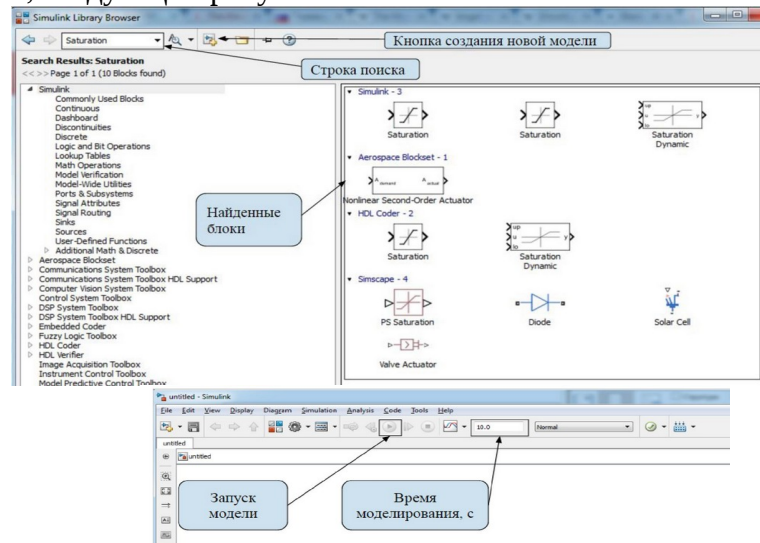 Simulink Library Browser
Saturation
Кнопка создания новой модели
Search Results: Saturation
<< >> Page 1 of 1 (10 Blocks found)
Строка поиска
Simulink
Commonly Used Blocks
Continuous
Dashboard
Discontinuities
Discrete
Logic and Bit Operations
Lookup Tables
Math Operations
Model Verification
Model-Wide Utilities
Ports & Subsystems
Signal Attributes
Signal Routing
Sinks
Sources
User-Defined Functions
Additional Math & Discrete
Aerospace Blockset
Communications System Toolbox
Communications System Toolbox HDL Support
Computer Vision System Toolbox
Control System Toolbox
DSP System Toolbox
DSP System Toolbox HDL Support
Embedded Coder
Fuzzy Logic Toolbox
HDL Coder
HDL Verifier
Image Acquisition Toolbox
Instrument Control Toolbox
Model Predictive Control Toolbox
Найденные
блоки
Simulink - 3
up
u
lo
y
Saturation
Saturation
Saturation
Dynamic
Aerospace Blockset - 1
A demand
A actual
Nonlinear Second-Order Actuator
HDL Coder - 2
up
u
lo
y
Saturation
Saturation
Dynamic
Simscape - 4
PS Saturation
Diode
Solar Cell
Valve Actuator
untitled - Simulink
File Edit View Display Diagram Simulation Analysis Code Tools Help
10.0
Normal
untitled
untitled
Запуск
модели
Время
моделирования, с